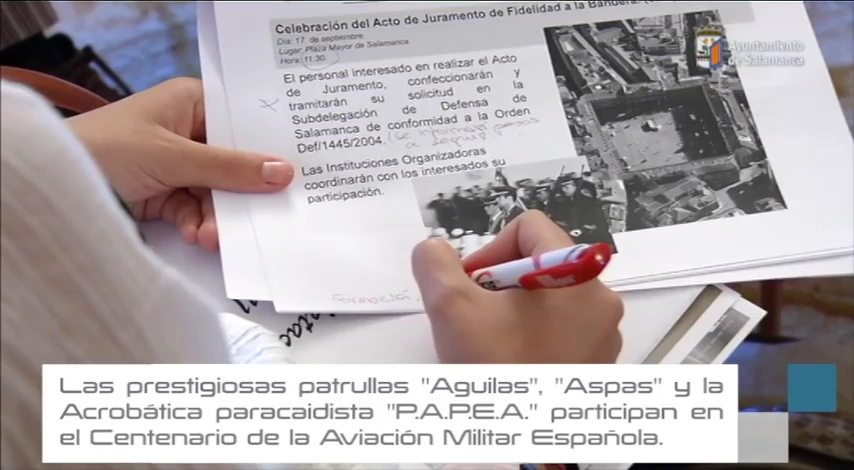 Celebración del Acto de Juramento de Fidelidad a la Bandera.
Día: 17 de septiembre.
Lugar: Plaza Mayor de Salamanca.
Hora: 11:30
Ayuntamiento
de Salamanca
El personal interesado en realizar el Acto
de Juramento, confeccionarán y
tramitarán su solicitud en la
Subdelegación de Defensa de
Salamanca de conformidad a la Orden
Def/1445/2004.
Las Instituciones Organizadoras
coordinarán con los interesados su
participación.
Las prestigiosas patrullas "Aguilas", "Aspas" y la
Acrobática paracaidista "P.A.P.E.A." participan en
el Centenario de la Aviación Militar Española.